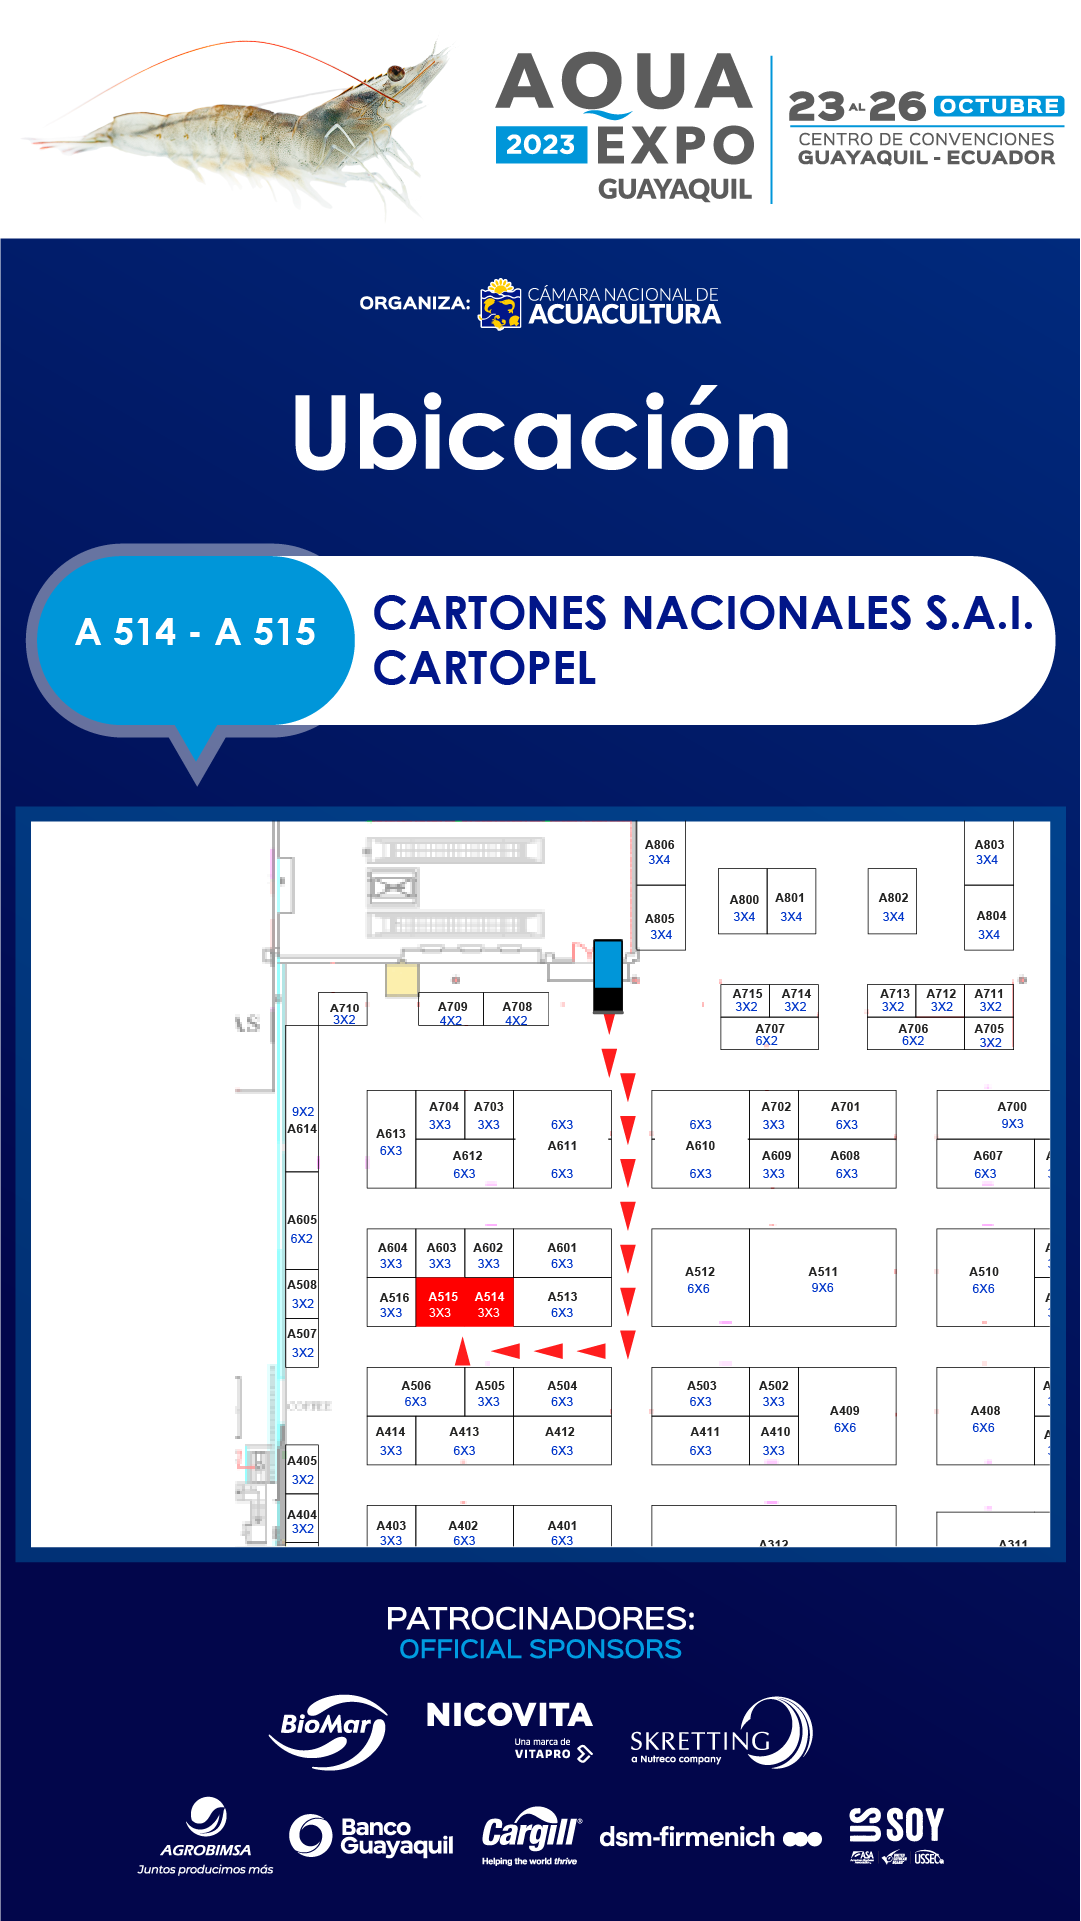 AQUA
2023 EXPO
GUAYAQUIL
23 AL 26 OCTUBRE
CENTRO DE CONVENCIONES
GUAYAQUIL - ECUADOR
ORGANIZA:
CÁMARA NACIONAL DE
ACUACULTURA
Ubicación
A 514 - A 515
CARTONES NACIONALES S.A.I.
CARTOPEL
A806
3X4
A803
3X4
A800
3X4
A801
3X4
A802
3X4
A805
3X4
A804
3X4
A710
3X2
A709
4X2
A708
4X2
A715
3X2
A714
3X2
A713
3X2
A712
3X2
A711
3X2
A707
6X2
A706
6X2
A705
3X2
AS
9X2
A614
A613
6X3
A704
3X3
A703
3X3
6X3
A611
6X3
A612
6X3
6X3
A610
6X3
A702
3X3
A701
6X3
A609
3X3
A608
6X3
A700
9X3
A607
6X3
A605
6X2
A604
3X3
A603
3X3
A602
3X3
A601
6X3
A516
3X3
A515
3X3
A514
3X3
A513
6X3
A512
6X6
A511
9X6
A510
6X6
A508
3X2
A507
3X2
COFFEE
A506
6X3
A505
3X3
A504
6X3
A503
6X3
A502
3X3
A409
6X6
A408
6X6
A414
3X3
A413
6X3
A412
6X3
A411
6X3
A410
3X3
A405
3X2
A404
3X2
A403
3X3
A402
6X3
A401
6X3
A312
A311
PATROCINADORES:
OFFICIAL SPONSORS
BioMar
NICOVITA
Una marca de
VITAPRO
SKRETTING
a Nutreco company
AGROBIMSA
Juntos producimos más
Banco
Guayaquil
Cargill®
Helping the world thrive
dsm-firmenich
US SOY
ASA
USSEC